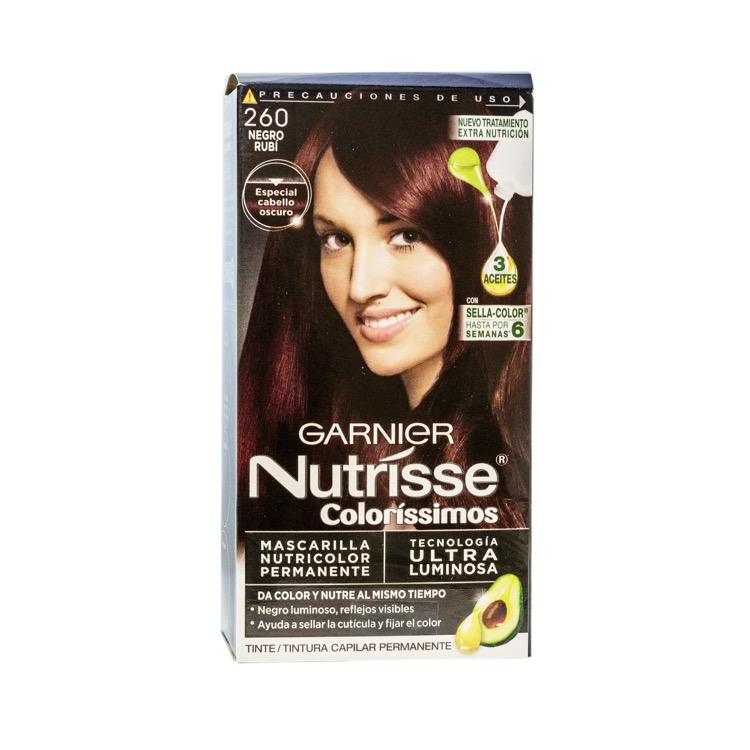 PRECAUCIONES DE USO
260
NEGRO
RUBÍ
Especial
cabello
oscuro
NUEVO TRATAMIENTO
EXTRA NUTRICIÓN
3
ACEITES
CON
SELLA-COLOR®
HASTA POR
SEMANAS* 6
GARNIER
Nutrisse®
Coloríssimos
MASCARILLA
NUTRICOLOR
PERMANENTE
TECNOLOGÍA
ULTRA
LUMINOSA
DA COLOR Y NUTRE AL MISMO TIEMPO
• Negro luminoso, reflejos visibles
• Ayuda a sellar la cutícula y fijar el color
TINTE / TINTURA CAPILAR PERMANENTE